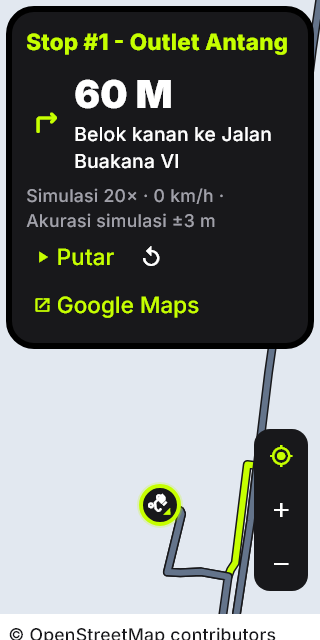 Stop #1 - Outlet Antang
60 M
Belok kanan ke Jalan
Buakana VI
Simulasi 20× · 0 km/h ·
Akurasi simulasi ±3 m
Putar
Google Maps
+
−
© OpenStreetMap contributors